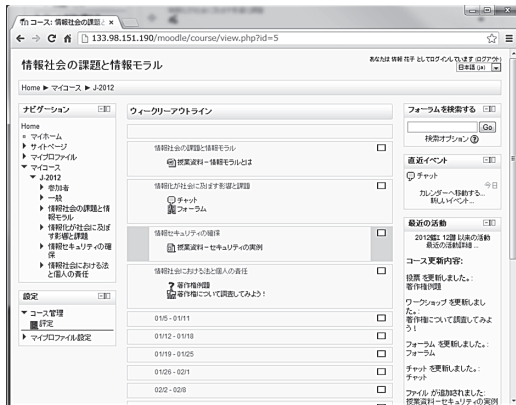 コース: 情報社会の課題と
133.98.151.190/moodle/course/view.php?id=5
情報社会の課題と情報モラル
あなたは 情報 花子 としてログインしています (ログアウト)
日本語 (ja)
Home ► マイコース ► J-2012
ナビゲーション
Home
マイホーム
サイトページ
マイプロファイル
マイコース
J-2012
参加者
一般
情報社会の課題と情
報モラル
情報化が社会に及ぼ
す影響と課題
情報セキュリティの確
保
情報社会における法
と個人の責任
設定
コース管理
評定
マイプロファイル設定
ウィークリーアウトライン
情報社会の課題と情報モラル
授業資料-情報モラルとは
情報化が社会に及ぼす影響と課題
チャット
フォーラム
情報セキュリティの確保
授業資料-セキュリティの実例
情報社会における法と個人の責任
著作権例題
著作権について調査してみよう!
01/5 - 01/11
01/12 - 01/18
01/19 - 01/25
01/26 - 02/1
02/2 - 02/8
フォーラムを検索する
Go
検索オプション
直近イベント
チャット
今日
カレンダーへ移動する...
新しいイベント...
最近の活動
以来の活動
最近の活動詳細 ...
コース更新内容:
投票 を更新しました。:
著作権例題
ワークショップ を更新しまし
た。:
著作権について調査してみ
よう!
フォーラム を更新しました。:
フォーラム
チャット を更新しました。:
チャット
ファイル が追加されました:
授業資料-セキュリティの実例